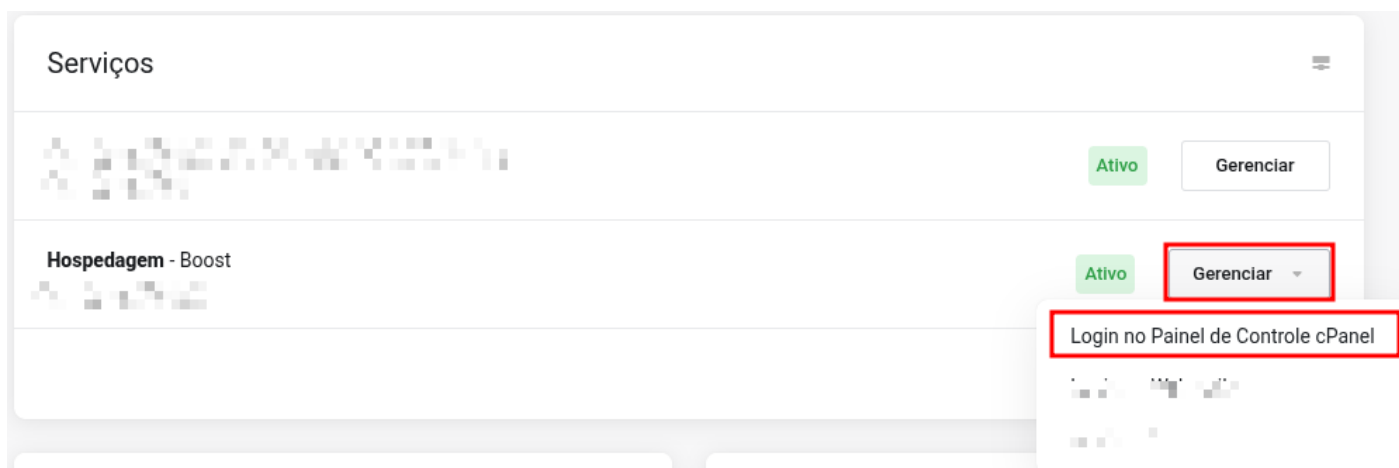 Serviços
Ativo
Gerenciar
Hospedagem - Boost
Ativo
Gerenciar
Login no Painel de Controle cPanel